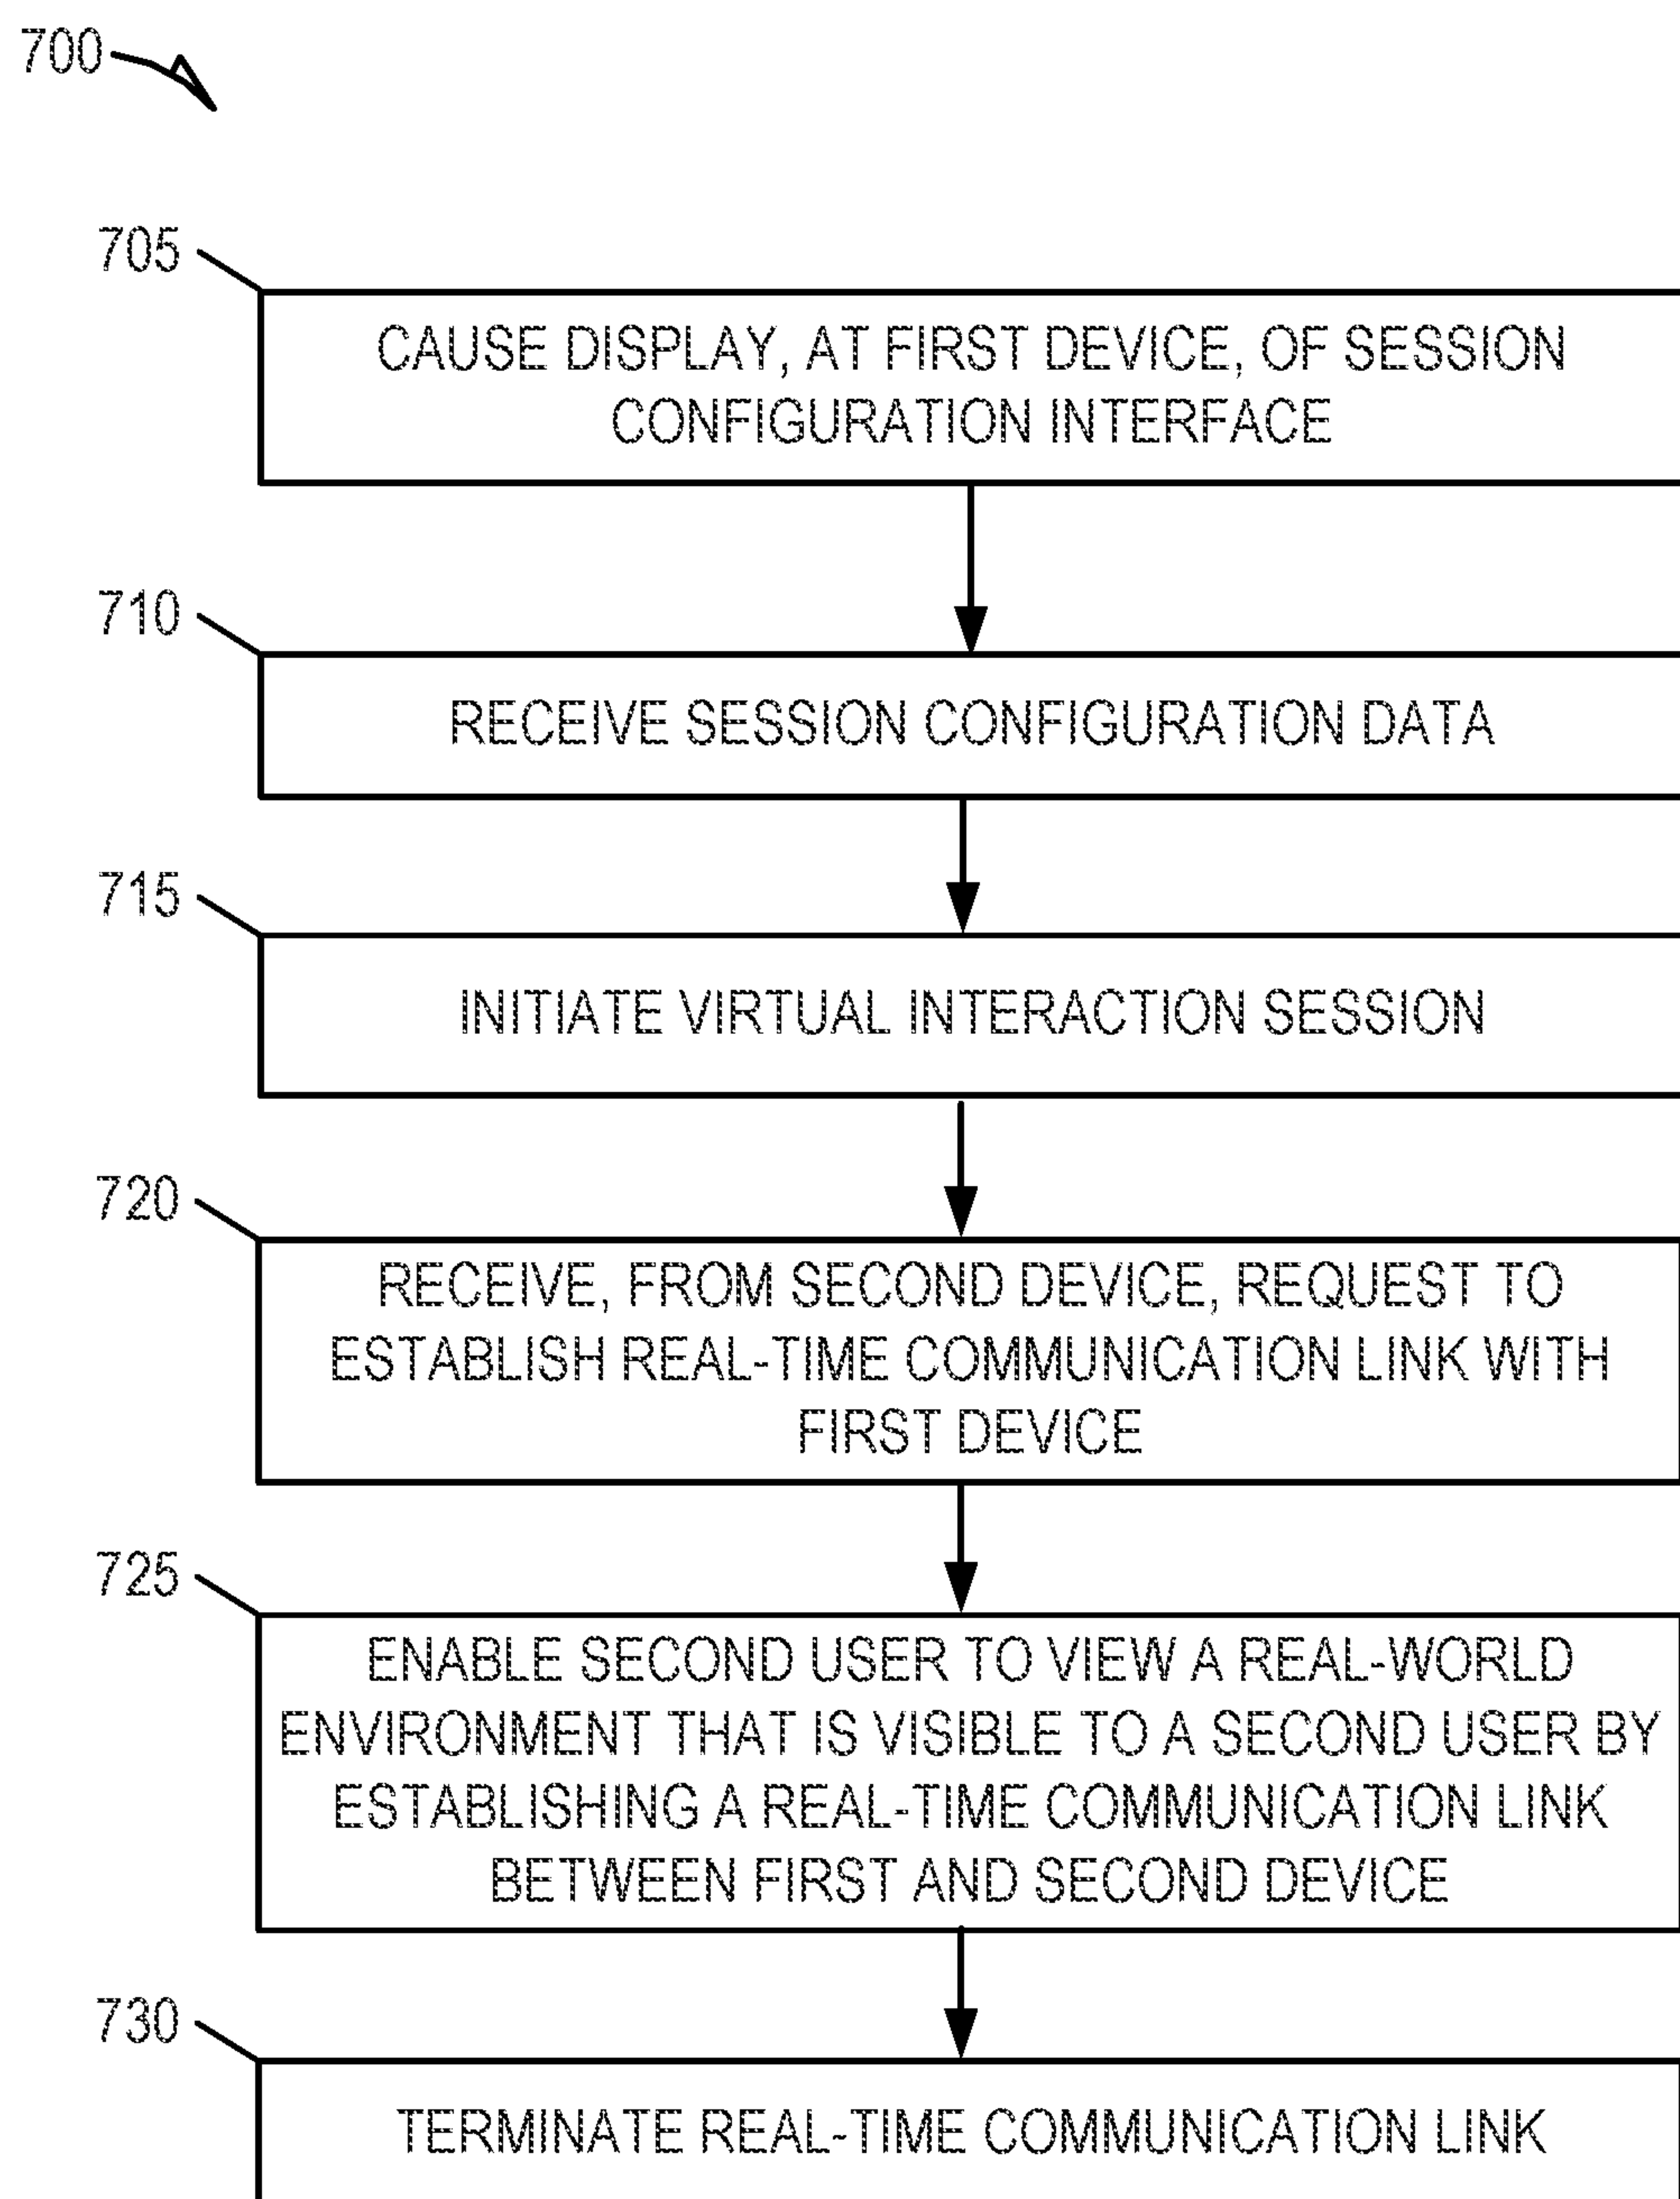 700
705
CAUSE DISPLAY, AT FIRST DEVICE, OF SESSION
CONFIGURATION INTERFACE
710
RECEIVE SESSION CONFIGURATION DATA
715
INITIATE VIRTUAL INTERACTION SESSION
720
RECEIVE, FROM SECOND DEVICE, REQUEST TO
ESTABLISH REAL-TIME COMMUNICATION LINK WITH
FIRST DEVICE
725
ENABLE SECOND USER TO VIEW A REAL-WORLD
ENVIRONMENT THAT IS VISIBLE TO A SECOND USER BY
ESTABLISHING A REAL-TIME COMMUNICATION LINK
BETWEEN FIRST AND SECOND DEVICE
730
TERMINATE REAL-TIME COMMUNICATION LINK